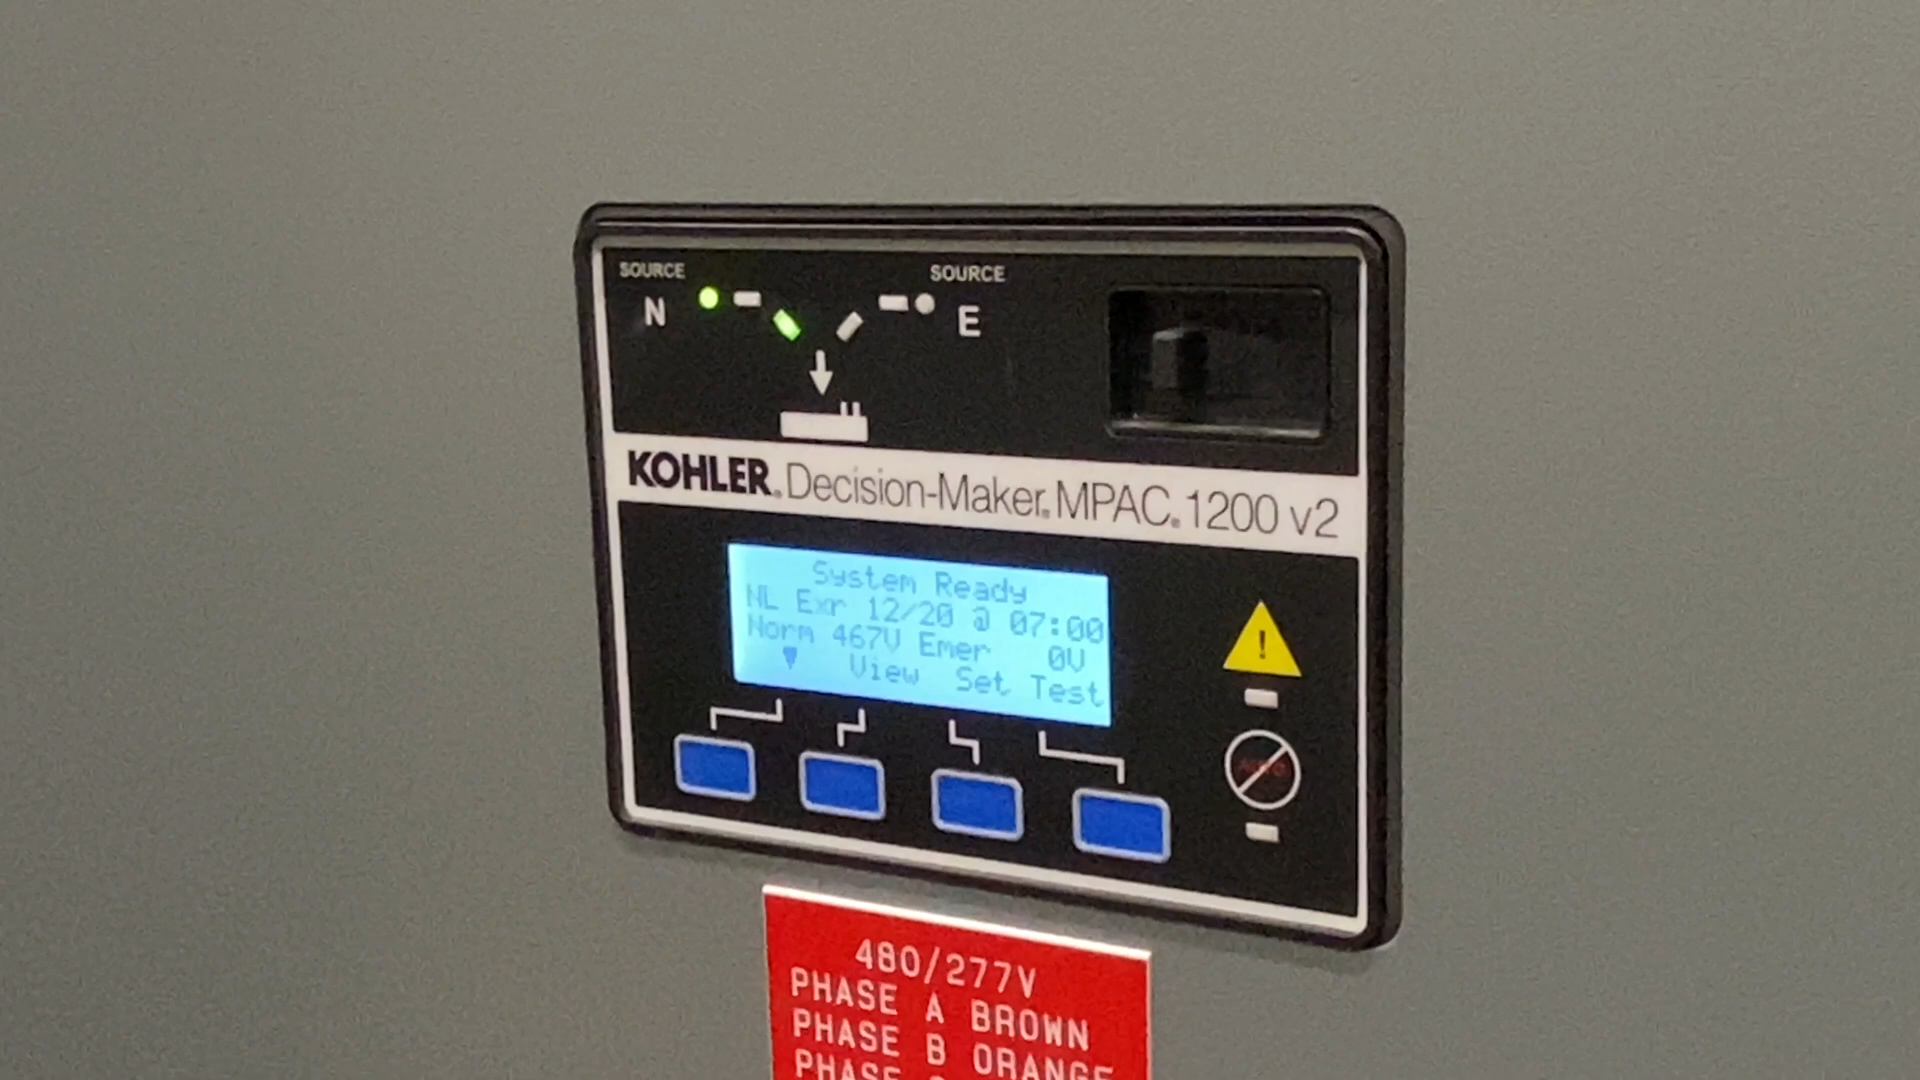 SOURCE
N
SOURCE
E
KOHLER® Decision-Maker® MPAC® 1200 v2
System Ready
NL Exr 12/20 @ 07:00
Norm 467V Emer 0V
View Set Test
!
480/277V
PHASE A BROWN
PHASE B ORANGE
PHASE